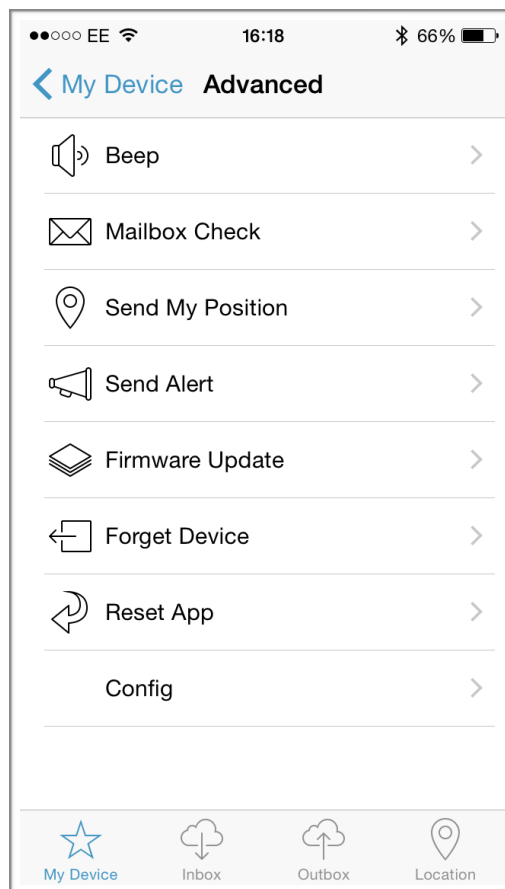 EE 16:18 66%
My Device Advanced
Beep
Mailbox Check
Send My Position
Send Alert
Firmware Update
Forget Device
Reset App
Config
My Device Inbox Outbox Location